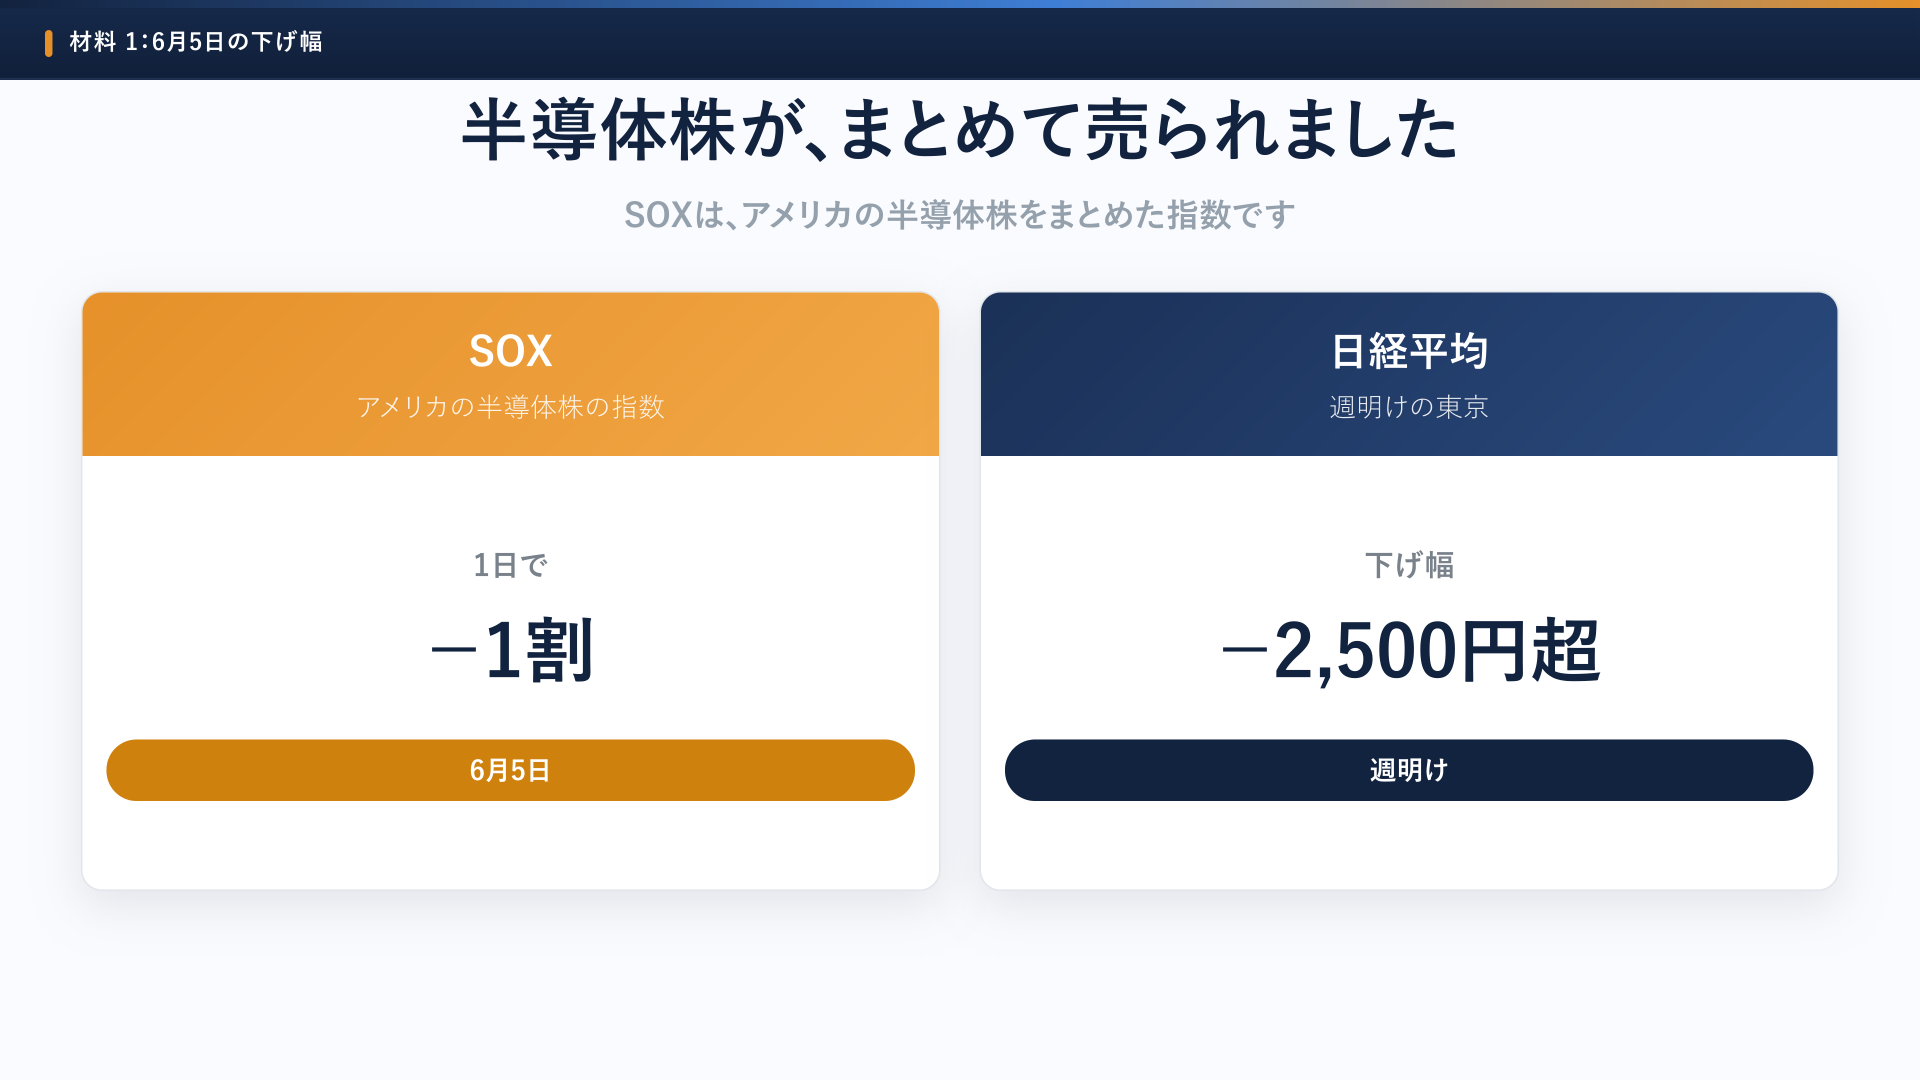 材料 1：6月5日の下げ幅
半導体株が、まとめて売られました
SOXは、アメリカの半導体株をまとめた指数です
SOX
アメリカの半導体株の指数
1日で
−1割
6月5日
日経平均
週明けの東京
下げ幅
−2,500円超
週明け